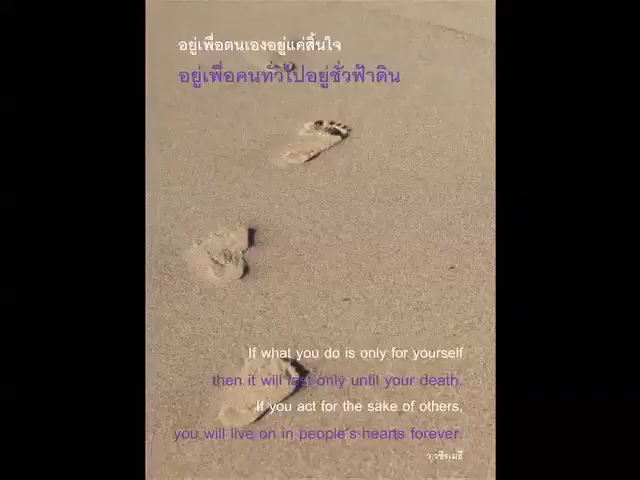 อยู่เพื่อตนเองอยู่แค่สิ้นใจ
อยู่เพื่อคนทั่วไปอยู่ชั่วฟ้าดิน
If what you do is only for yourself
then it will last only until your death.
If you act for the sake of others,
you will live on in people's hearts forever.
ว.วชิรเมธี